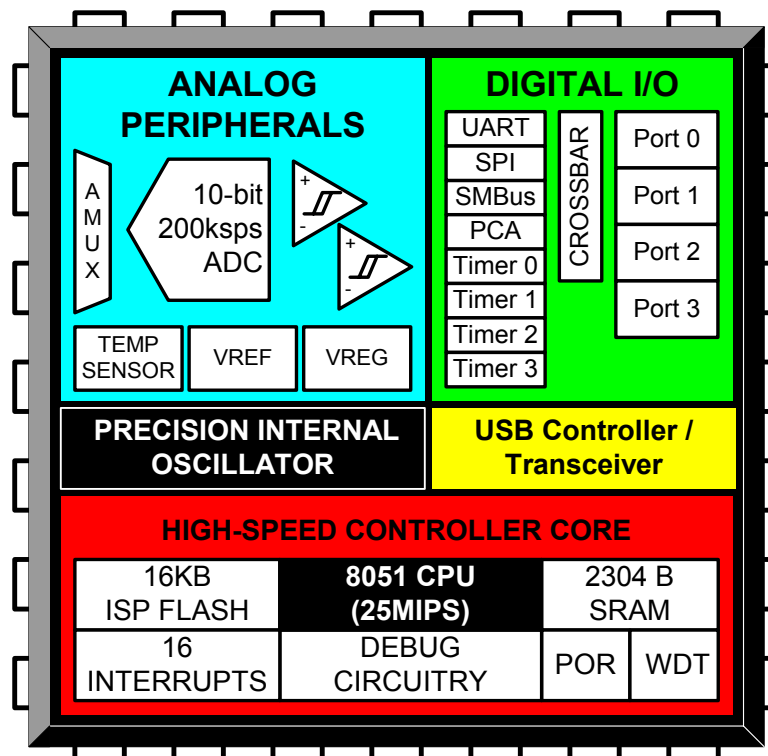 ANALOG
PERIPHERALS
A
M
U
X
10-bit
200ksps
ADC
+
-
+
-
TEMP
SENSOR
VREF
VREG
DIGITAL I/O
UART
SPI
SMBus
PCA
Timer 0
Timer 1
Timer 2
Timer 3
CROSSBAR
Port 0
Port 1
Port 2
Port 3
PRECISION INTERNAL
OSCILLATOR
USB Controller /
Transceiver
HIGH-SPEED CONTROLLER CORE
16KB
ISP FLASH
8051 CPU
(25MIPS)
2304 B
SRAM
16
INTERRUPTS
DEBUG
CIRCUITRY
POR
WDT